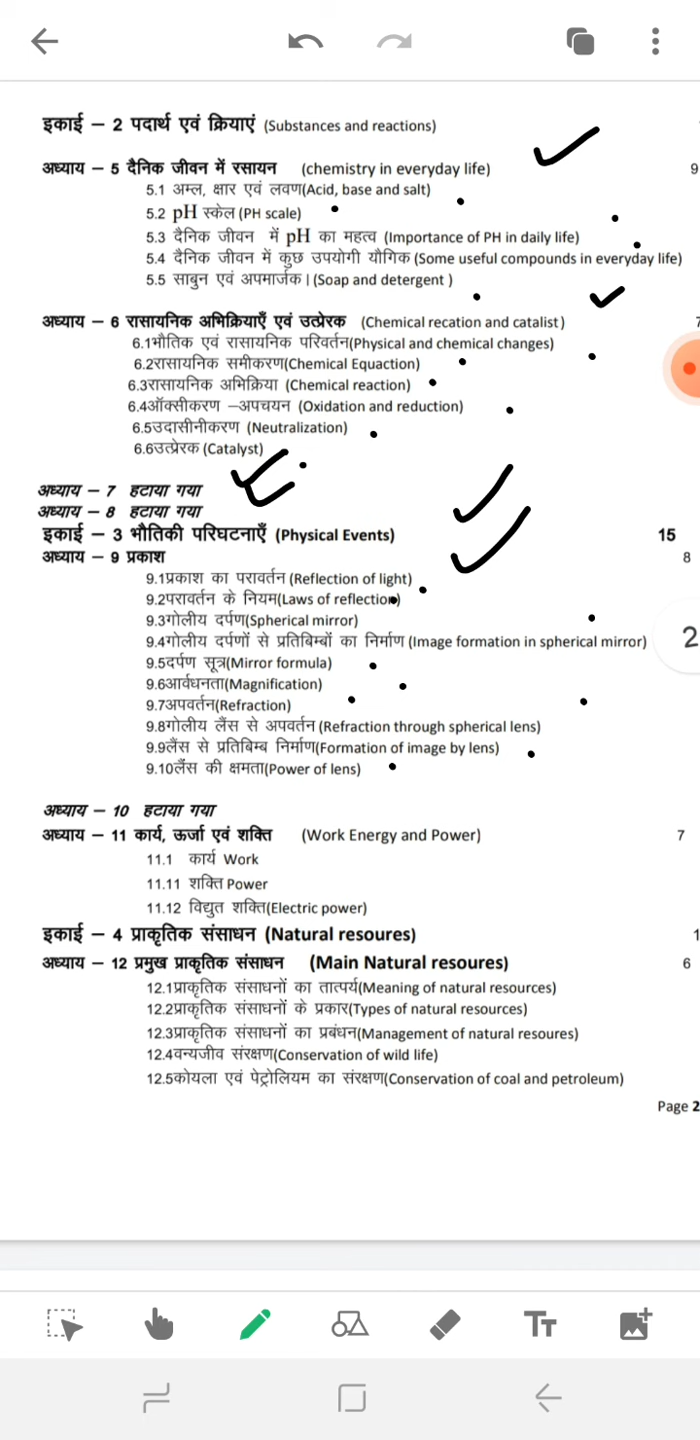 इकाई – 2 पदार्थ एवं क्रियाएं (Substances and reactions)
अध्याय – 5 दैनिक जीवन में रसायन (chemistry in everyday life) 9
5.1 अम्ल, क्षार एवं लवण(Acid, base and salt)
5.2 pH स्केल (PH scale)
5.3 दैनिक जीवन में pH का महत्व (Importance of PH in daily life)
5.4 दैनिक जीवन में कुछ उपयोगी यौगिक (Some useful compounds in everyday life)
5.5 साबुन एवं अपमार्जक । (Soap and detergent )
अध्याय – 6 रासायनिक अभिक्रियाएँ एवं उत्प्रेरक (Chemical recation and catalist) 7
6.1भौतिक एवं रासायनिक परिवर्तन(Physical and chemical changes)
6.2रासायनिक समीकरण(Chemical Equaction)
6.3रासायनिक अभिक्रिया (Chemical reaction)
6.4ऑक्सीकरण –अपचयन (Oxidation and reduction)
6.5उदासीनीकरण (Neutralization)
6.6उत्प्रेरक (Catalyst)
अध्याय – 7 हटाया गया
अध्याय – 8 हटाया गया
इकाई – 3 भौतिकी परिघटनाएँ (Physical Events) 15
अध्याय – 9 प्रकाश 8
9.1प्रकाश का परावर्तन (Reflection of light)
9.2परावर्तन के नियम(Laws of reflection)
9.3गोलीय दर्पण(Spherical mirror)
9.4गोलीय दर्पणों से प्रतिबिम्बों का निर्माण (Image formation in spherical mirror) 2
9.5दर्पण सूत्र(Mirror formula)
9.6आर्वधनता(Magnification)
9.7अपवर्तन(Refraction)
9.8गोलीय लैंस से अपवर्तन (Refraction through spherical lens)
9.9लैंस से प्रतिबिम्ब निर्माण(Formation of image by lens)
9.10लैंस की क्षमता(Power of lens)
अध्याय – 10 हटाया गया
अध्याय – 11 कार्य, ऊर्जा एवं शक्ति (Work Energy and Power) 7
11.1 कार्य Work
11.11 शक्ति Power
11.12 विद्युत शक्ति(Electric power)
इकाई – 4 प्राकृतिक संसाधन (Natural resoures) 1
अध्याय – 12 प्रमुख प्राकृतिक संसाधन (Main Natural resoures) 6
12.1प्राकृतिक संसाधनों का तात्पर्य(Meaning of natural resources)
12.2प्राकृतिक संसाधनों के प्रकार(Types of natural resources)
12.3प्राकृतिक संसाधनों का प्रबंधन(Management of natural resoures)
12.4वन्यजीव संरक्षण(Conservation of wild life)
12.5कोयला एवं पेट्रोलियम का संरक्षण(Conservation of coal and petroleum)
Page 2
TT